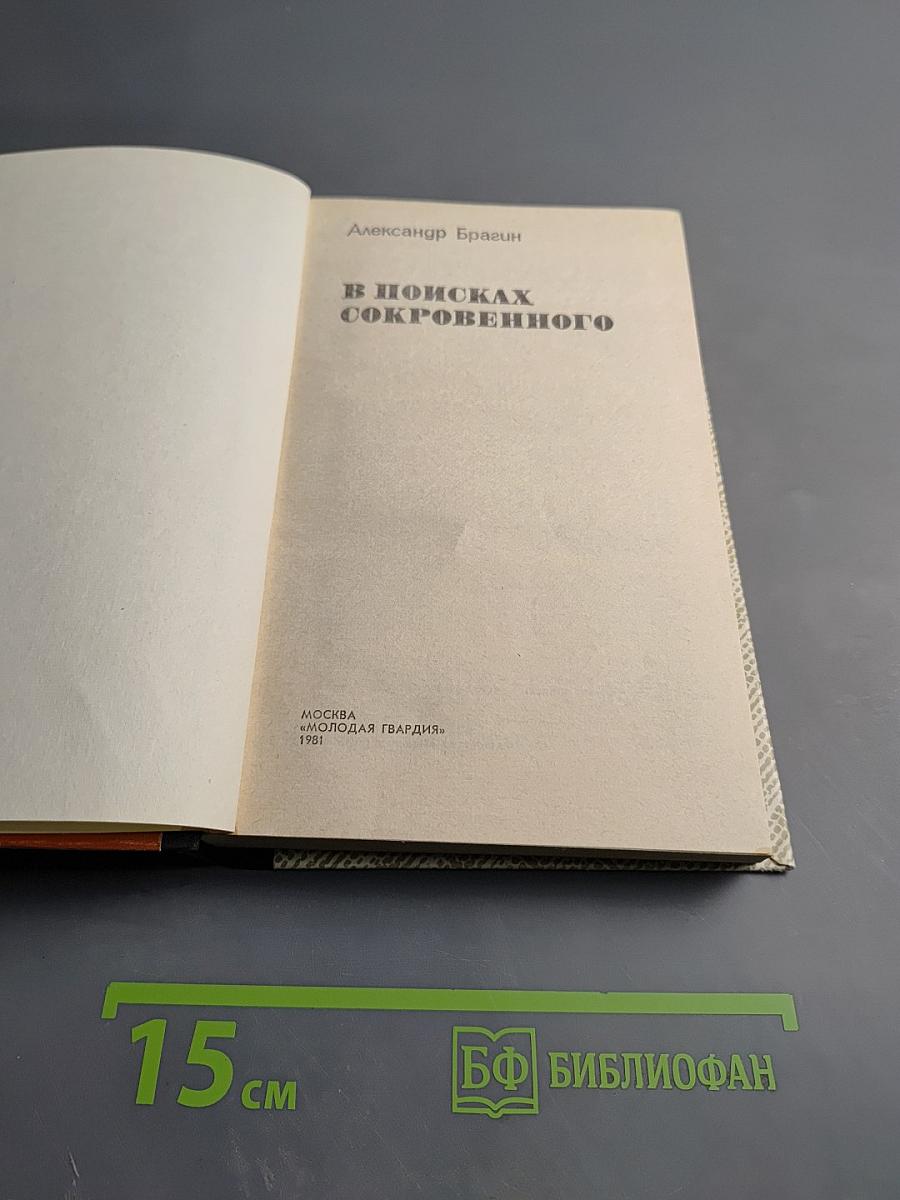 Александр Брагин
В ПОИСКАХ
СОКРОВЕННОГО
МОСКВА
«МОЛОДАЯ ГВАРДИЯ»
1981
15 см
БФ БИБЛИОФАН